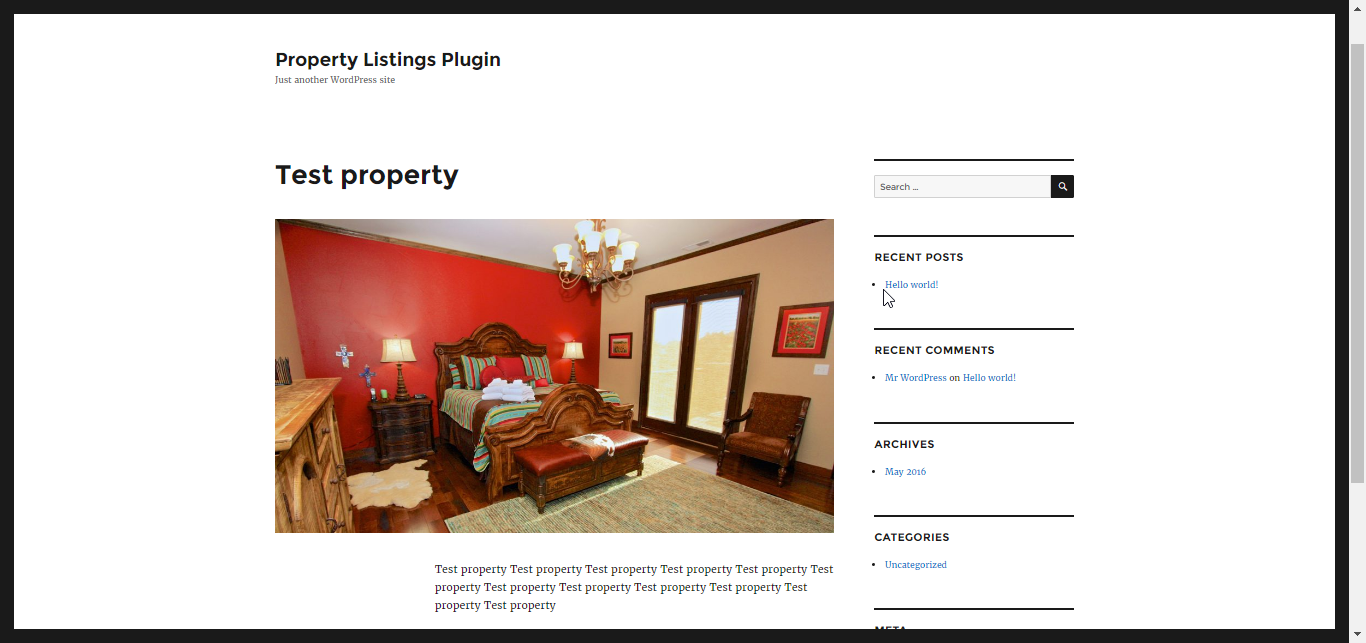 Property Listings Plugin
Just another WordPress site
Test property
Test property Test property Test property Test property Test property Test
property Test property Test property Test property Test property Test
property Test property
Search …
RECENT POSTS
Hello world!
RECENT COMMENTS
Mr WordPress on Hello world!
ARCHIVES
May 2016
CATEGORIES
Uncategorized
META